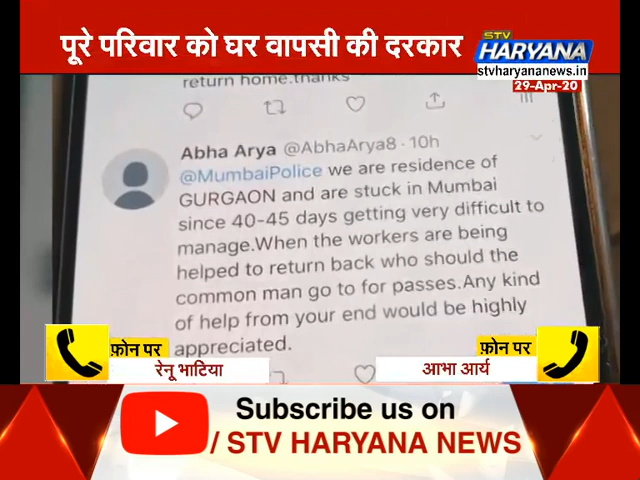 पूरे परिवार को घर वापसी की दरकार
STV
HARYANA
stvharyananews.in
29-Apr-20
return home.thanks
Abha Arya @AbhaArya8 · 10h
@MumbaiPolice we are residence of
GURGAON and are stuck in Mumbai
since 40-45 days getting very difficult to
manage.When the workers are being
helped to return back who should the
common man go to for passes.Any kind
of help from your end would be highly
appreciated.
फ़ोन पर
रेनू भाटिया
फ़ोन पर
आभा आर्य
Subscribe us on
/ STV HARYANA NEWS